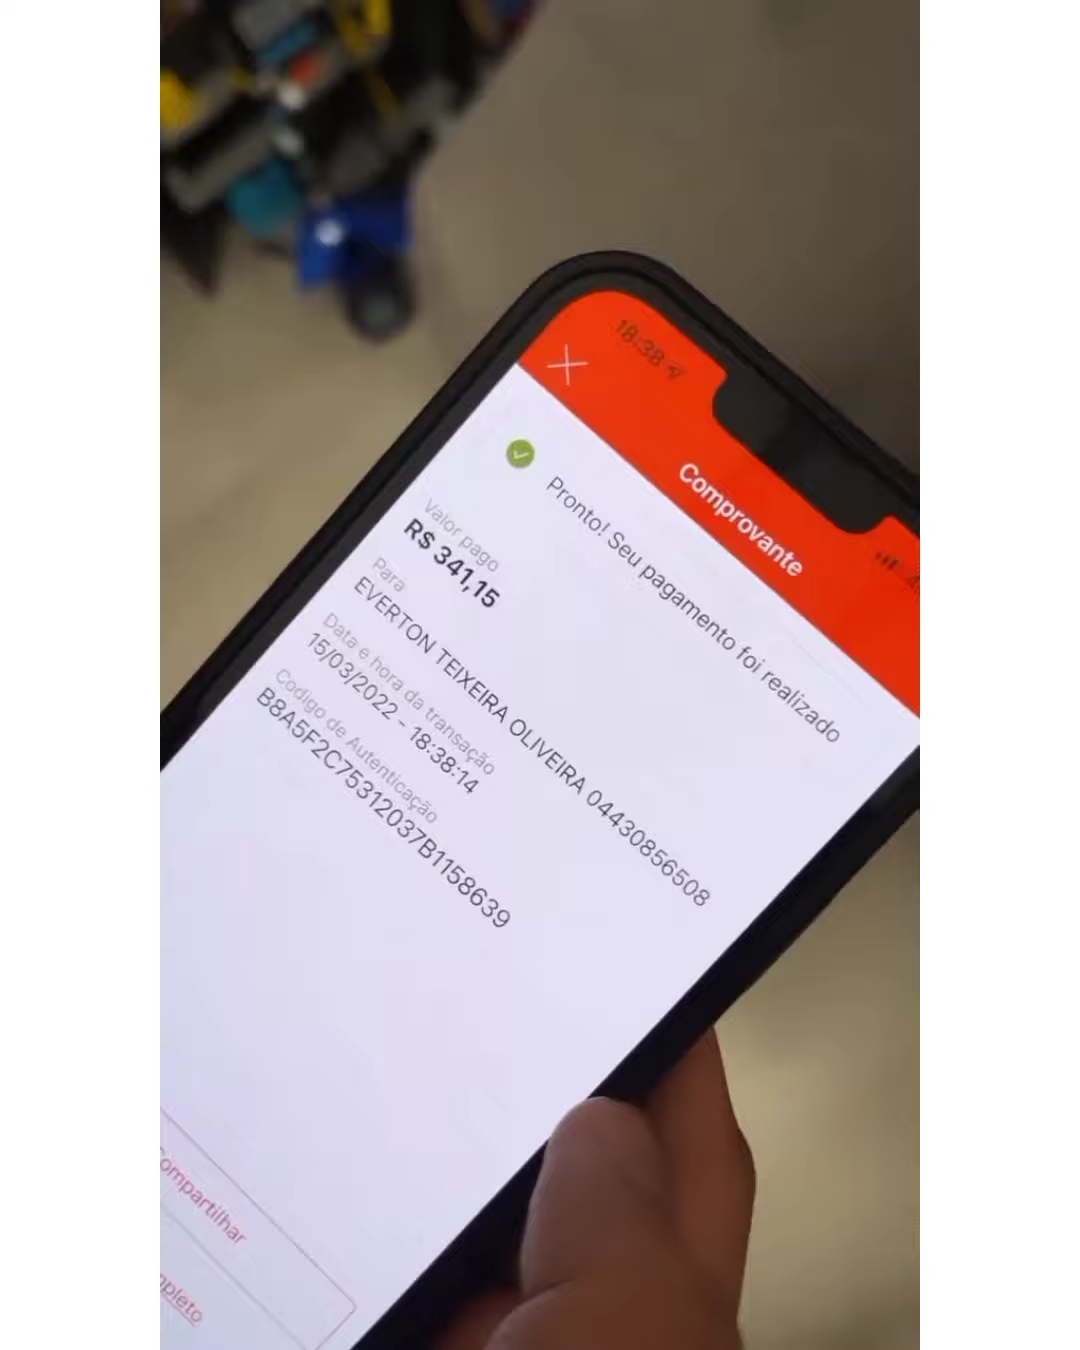 18:38
Comprovante
Pronto! Seu pagamento foi realizado
Valor pago
R$ 341,15
Para
EVERTON TEIXEIRA OLIVEIRA 04430856508
Data e hora da transação
15/03/2022 - 18:38:14
Codigo de Autenticação
B8A5F2C75312037B1158639
Compartilhar